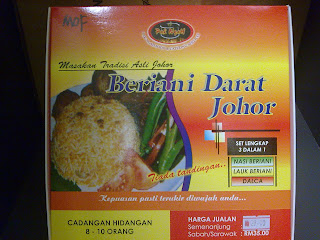 MOF
Masakan Tradisi Asli Johor
Beriani Darat
Johor
SET LENGKAP
3 DALAM 1
NASI BERIANI
LAUK BERIANI
DALCA
Tiada tandingan..
Kepuasan pasti terukir diwajah anda...
CADANGAN HIDANGAN
8 - 10 ORANG
HARGA JUALAN
Semenanjung
Sabah/Sarawak :